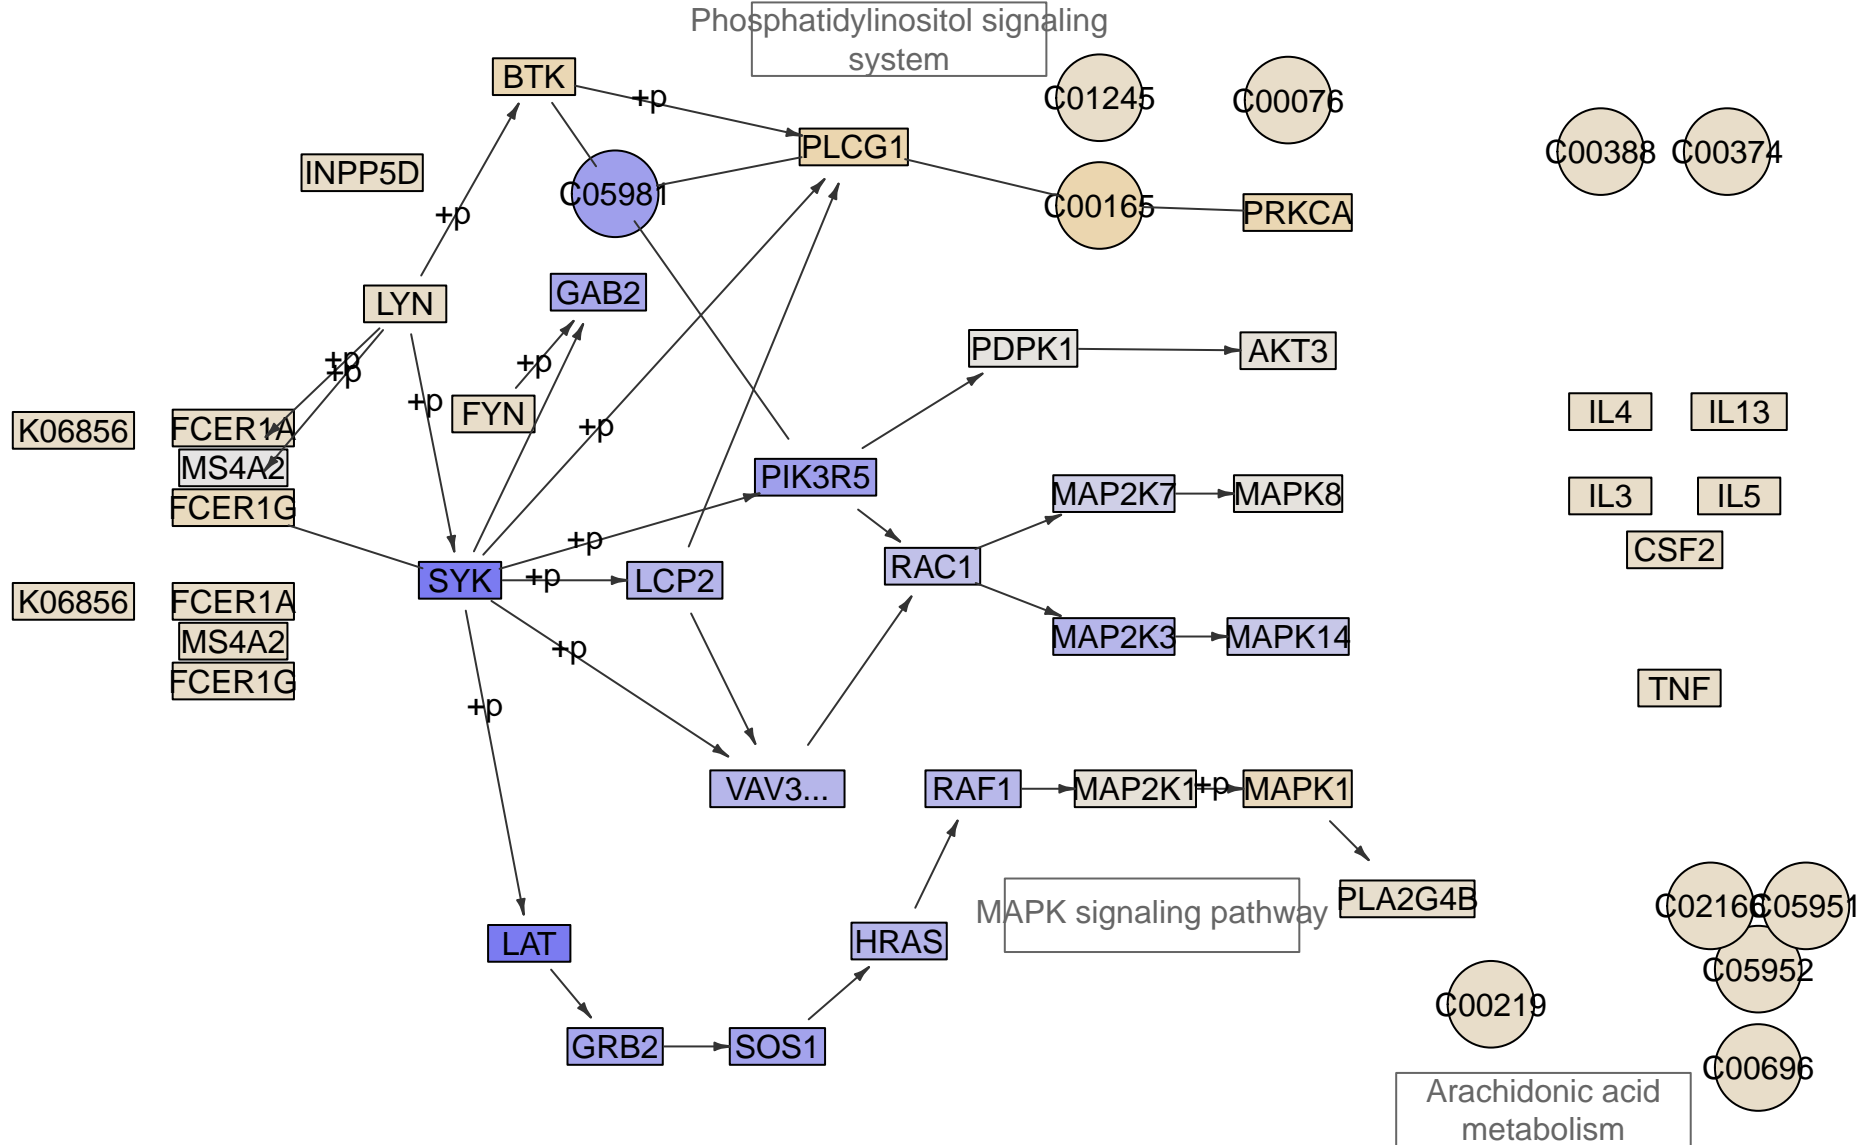 Phosphatidylinositol signaling
system
BTK
+p
C01245
C00076
PLCG1
C00388
C00374
INPP5D
C05981
+p
C00165
PRKCA
LYN
GAB2
+p
+p
+p
PDPK1
AKT3
+p
FYN
+p
K06856
FCER1A
MS4A2
FCER1G
IL4
IL13
PIK3R5
MAP2K7
MAPK8
IL3
IL5
+p
CSF2
SYK
+p
LCP2
RAC1
K06856
FCER1A
MS4A2
FCER1G
+p
MAP2K3
MAPK14
+p
TNF
VAV3...
RAF1
MAP2K1
+p
MAPK1
LAT
HRAS
MAPK signaling pathway
PLA2G4B
C02166
C05951
C05952
C00219
GRB2
SOS1
C00696
Arachidonic acid
metabolism